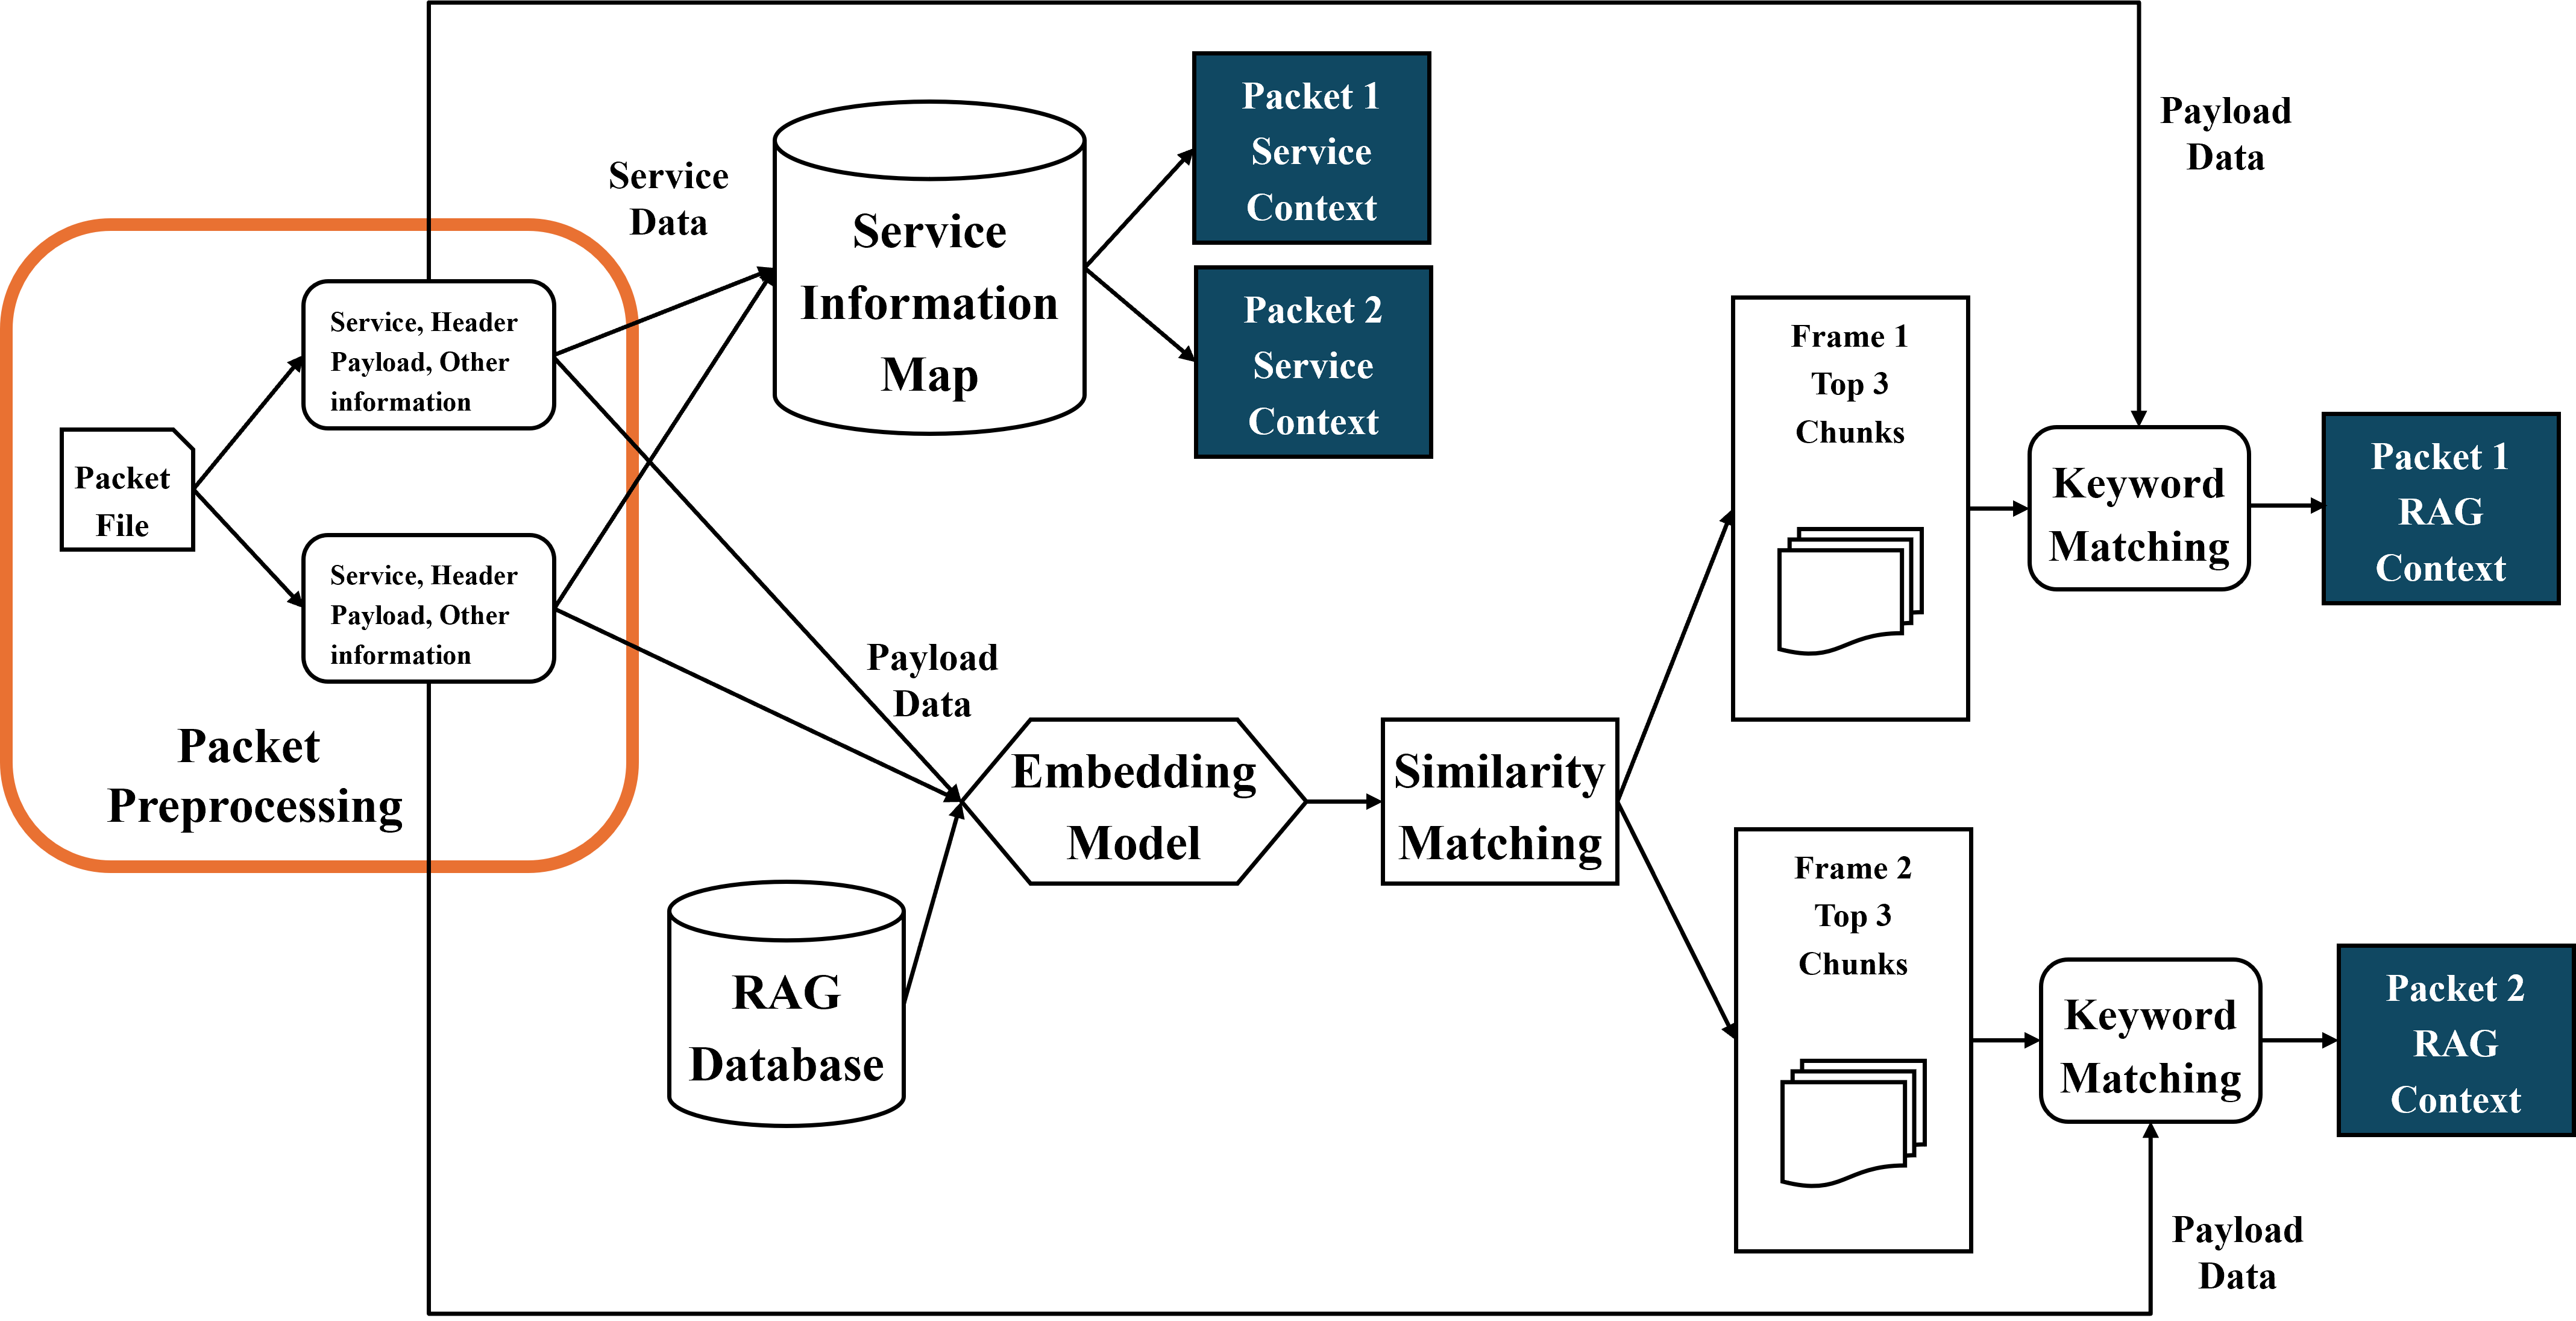 Packet
File
Service, Header
Payload, Other
information
Service, Header
Payload, Other
information
Packet
Preprocessing
Service
Data
Service
Information
Map
Packet 1
Service
Context
Packet 2
Service
Context
Payload
Data
RAG
Database
Embedding
Model
Similarity
Matching
Frame 1
Top 3
Chunks
Frame 2
Top 3
Chunks
Payload
Data
Keyword
Matching
Packet 1
RAG
Context
Keyword
Matching
Packet 2
RAG
Context
Payload
Data